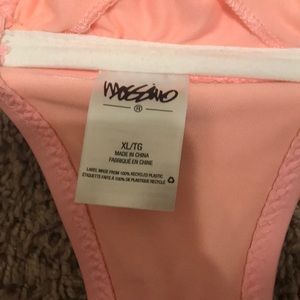 mossimo
®
XL/TG
MADE IN CHINA
FABRIQUÉ EN CHINE
LABEL MADE FROM 100% RECYCLED PLASTIC
ÉTIQUETTE FAITE À 100% DE PLASTIQUE RECYCLÉ